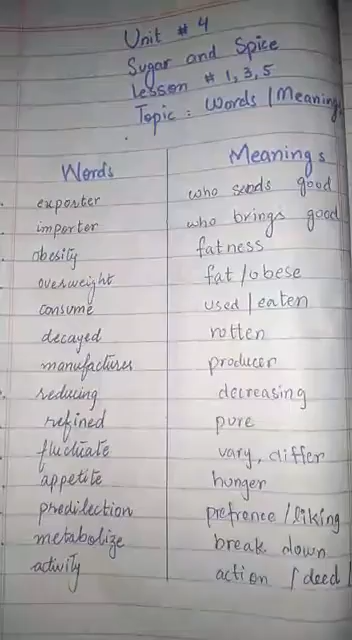 Unit # 4
Sugar and Spice
Lesson # 1, 3, 5
Topic : Words / Meaning
Words Meanings
exporter who sends good
importer who brings good
obesity fatness
overweight fat/obese
consume used/eaten
decayed rotten
manufactures producer
reducing decreasing
refined pure
fluctuate vary, differ
appetite hunger
predilection prefrence/liking
metabolize break down
activity action / deed